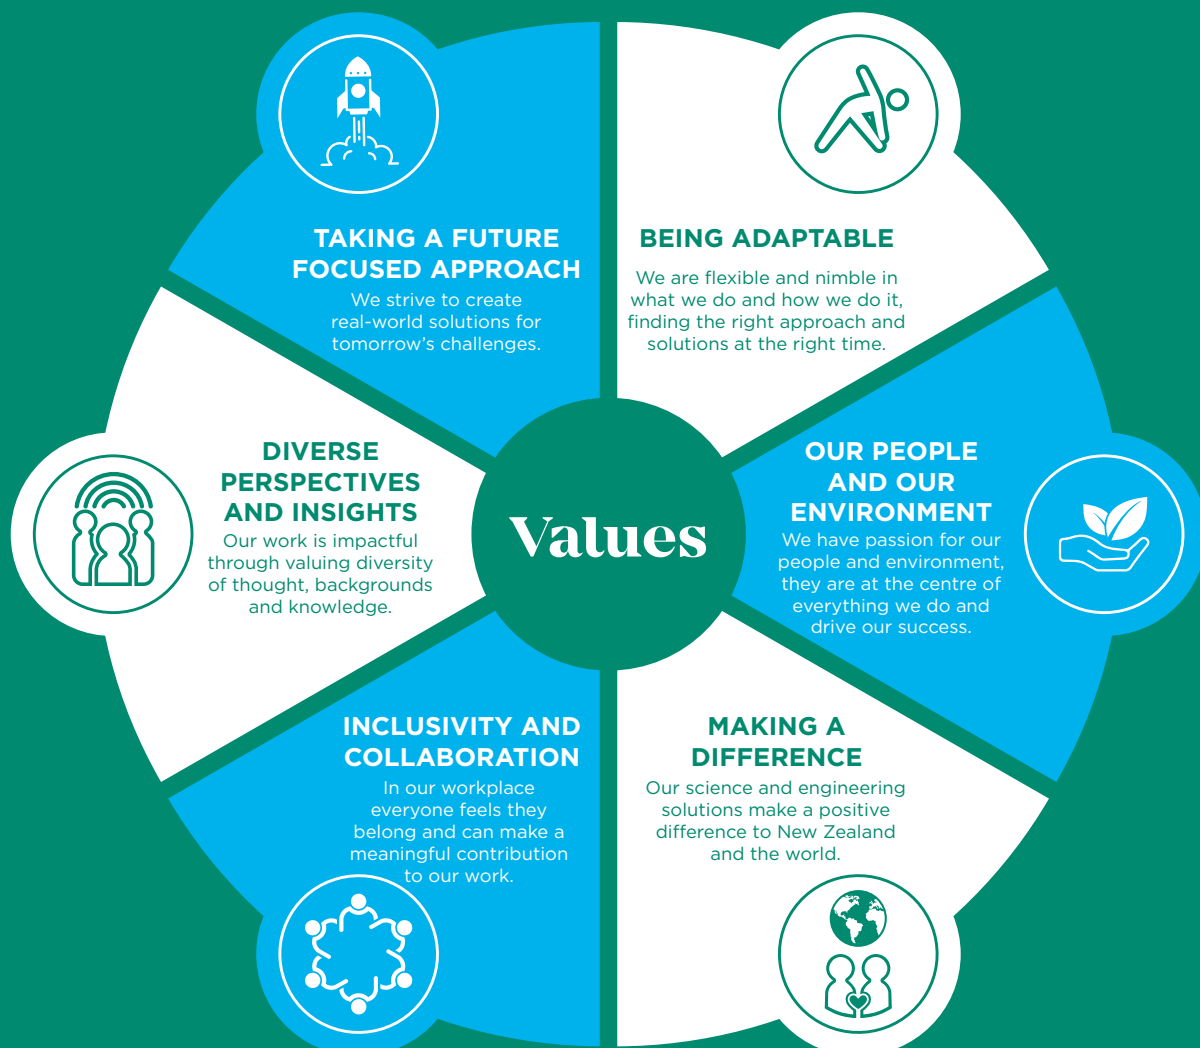 TAKING A FUTURE
FOCUSED APPROACH
We strive to create
real-world solutions for
tomorrow’s challenges.
BEING ADAPTABLE
We are flexible and nimble in
what we do and how we do it,
finding the right approach and
solutions at the right time.
DIVERSE
PERSPECTIVES
AND INSIGHTS
Our work is impactful
through valuing diversity
of thought, backgrounds
and knowledge.
Values
OUR PEOPLE
AND OUR
ENVIRONMENT
We have passion for our
people and environment,
they are at the centre of
everything we do and
drive our success.
INCLUSIVITY AND
COLLABORATION
In our workplace
everyone feels they
belong and can make a
meaningful contribution
to our work.
MAKING A
DIFFERENCE
Our science and engineering
solutions make a positive
difference to New Zealand
and the world.